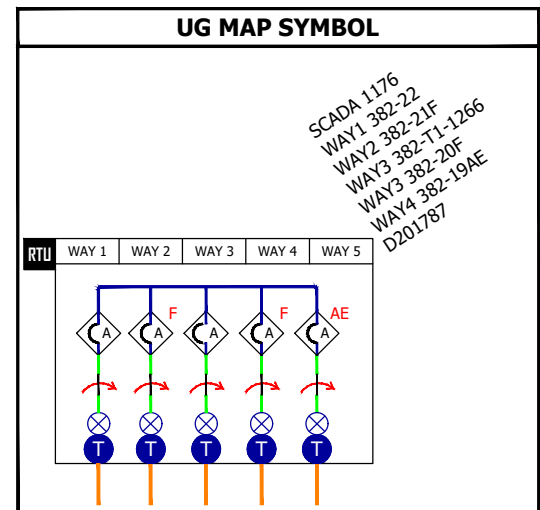 UG MAP SYMBOL
SCADA 1176
WAY1 382-22
WAY2 382-21F
WAY3 382-T1-1266
WAY3 382-20F
WAY4 382-19AE
D201787
RTU WAY 1 WAY 2 WAY 3 WAY 4 WAY 5
F F AE
A A A A A
T T T T T